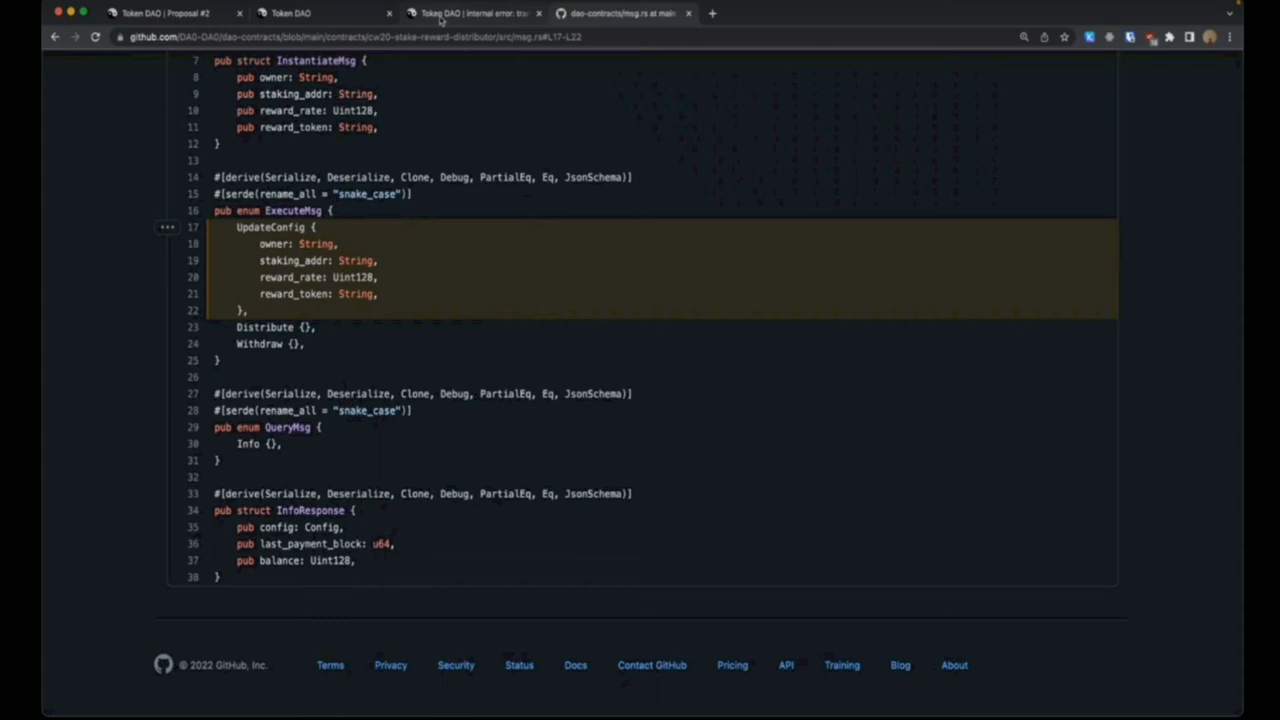 Token DAO | Proposal #2
Token DAO
Token DAO | internal error: tra
dao-contracts/msg.rs at main
github.com/DA0-DA0/dao-contracts/blob/main/contracts/cw20-stake-reward-distributor/src/msg.rs#L17-L22
7 pub struct InstantiateMsg {
8 pub owner: String,
9 pub staking_addr: String,
10 pub reward_rate: Uint128,
11 pub reward_token: String,
12 }
13
14 #[derive(Serialize, Deserialize, Clone, Debug, PartialEq, Eq, JsonSchema)]
15 #[serde(rename_all = "snake_case")]
16 pub enum ExecuteMsg {
17 UpdateConfig {
18 owner: String,
19 staking_addr: String,
20 reward_rate: Uint128,
21 reward_token: String,
22 },
23 Distribute {},
24 Withdraw {},
25 }
26
27 #[derive(Serialize, Deserialize, Clone, Debug, PartialEq, Eq, JsonSchema)]
28 #[serde(rename_all = "snake_case")]
29 pub enum QueryMsg {
30 Info {},
31 }
32
33 #[derive(Serialize, Deserialize, Clone, Debug, PartialEq, Eq, JsonSchema)]
34 pub struct InfoResponse {
35 pub config: Config,
36 pub last_payment_block: u64,
37 pub balance: Uint128,
38 }
© 2022 GitHub, Inc. Terms Privacy Security Status Docs Contact GitHub Pricing API Training Blog About